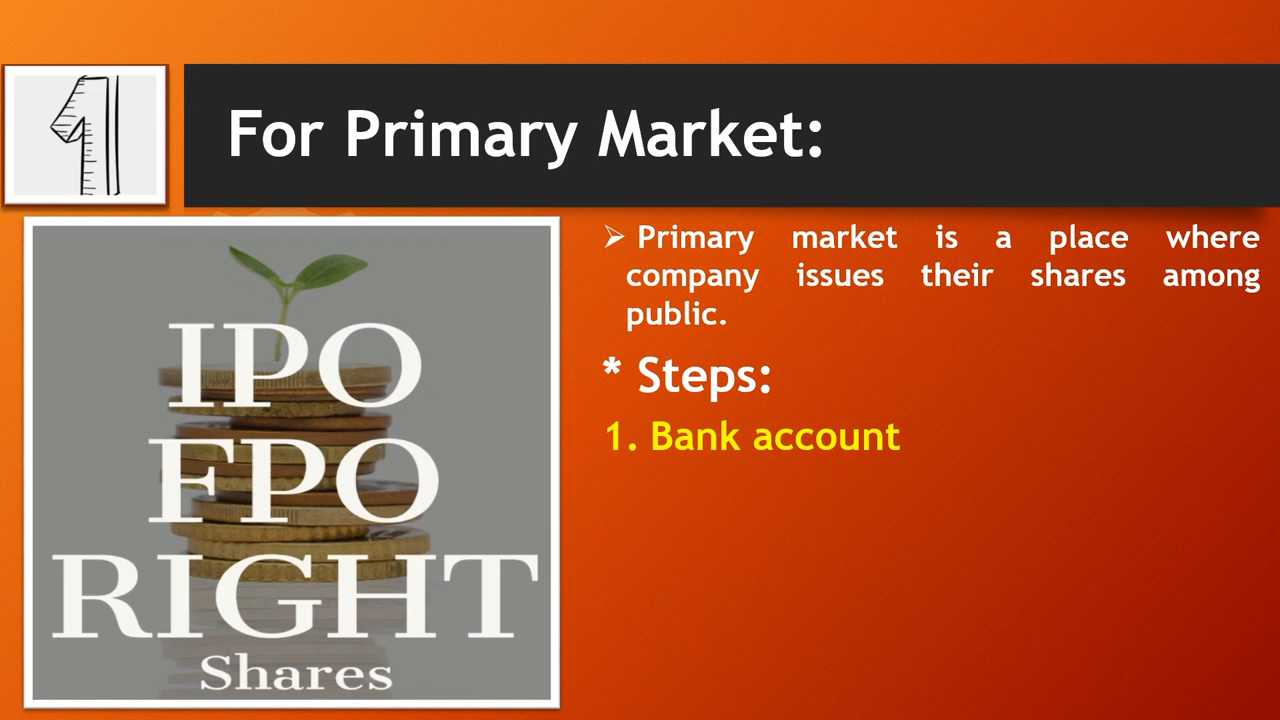 1
For Primary Market:
IPO
FPO
RIGHT
Shares
➢ Primary market is a place where
company issues their shares among
public.
* Steps:
1. Bank account